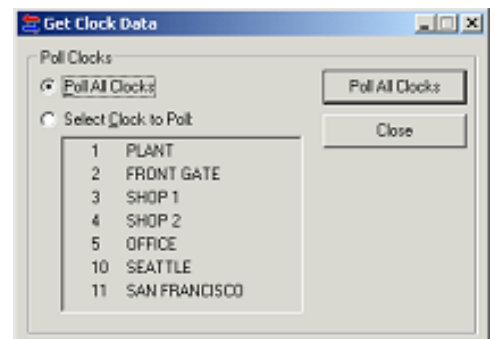 Get Clock Data
Poll Clocks
Poll All Clocks
Poll All Clocks
Select Clock to Poll:
Close
1 PLANT
2 FRONT GATE
3 SHOP 1
4 SHOP 2
5 OFFICE
10 SEATTLE
11 SAN FRANCISCO